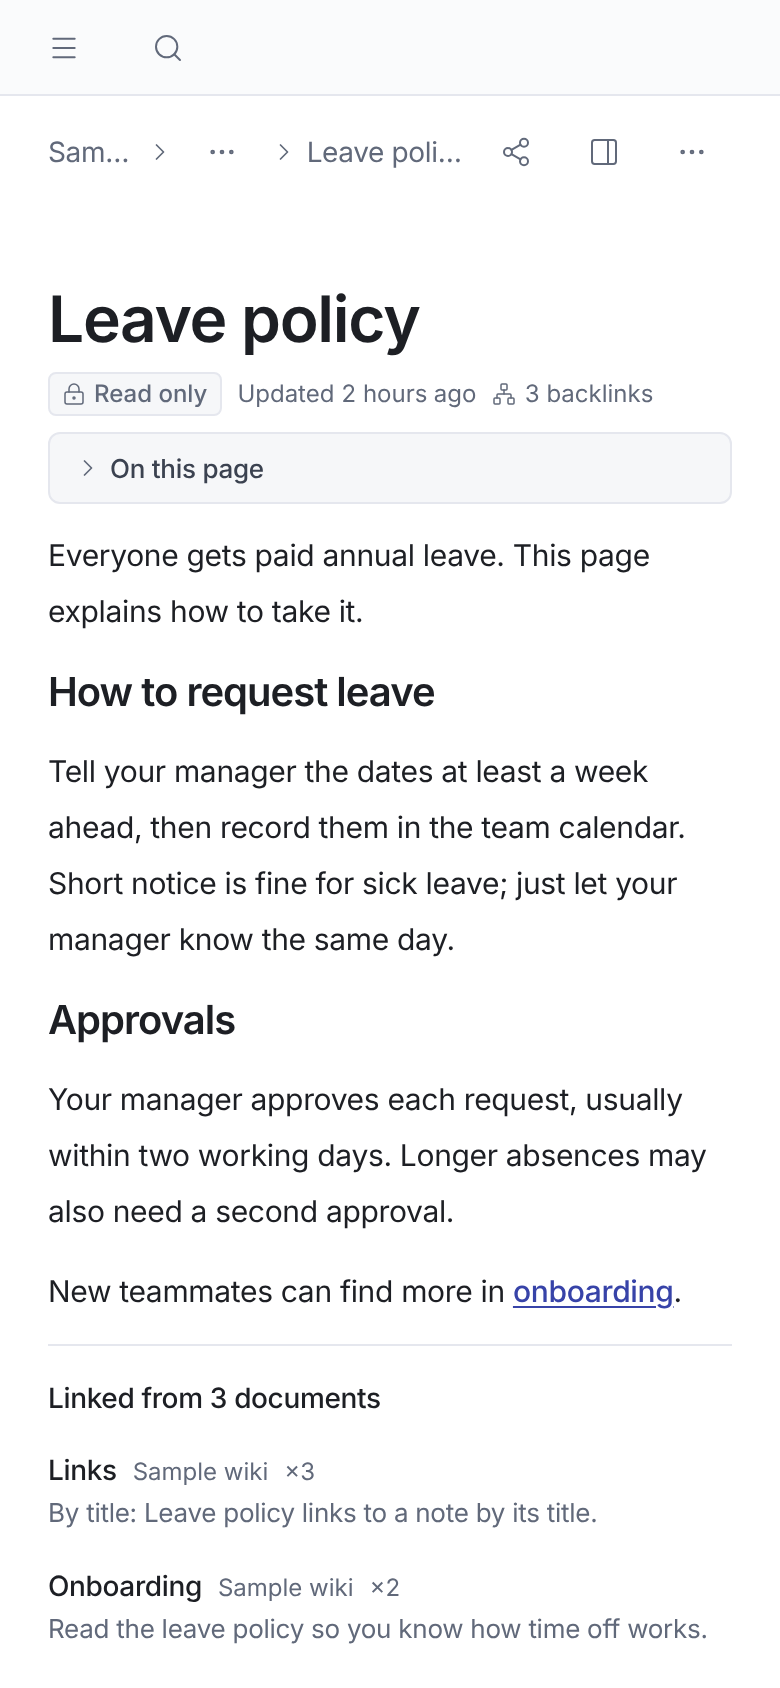 Sam... > ... > Leave poli...
Leave policy
Read only Updated 2 hours ago 3 backlinks
On this page
Everyone gets paid annual leave. This page
explains how to take it.
How to request leave
Tell your manager the dates at least a week
ahead, then record them in the team calendar.
Short notice is fine for sick leave; just let your
manager know the same day.
Approvals
Your manager approves each request, usually
within two working days. Longer absences may
also need a second approval.
New teammates can find more in onboarding.
Linked from 3 documents
Links Sample wiki ×3
By title: Leave policy links to a note by its title.
Onboarding Sample wiki ×2
Read the leave policy so you know how time off works.